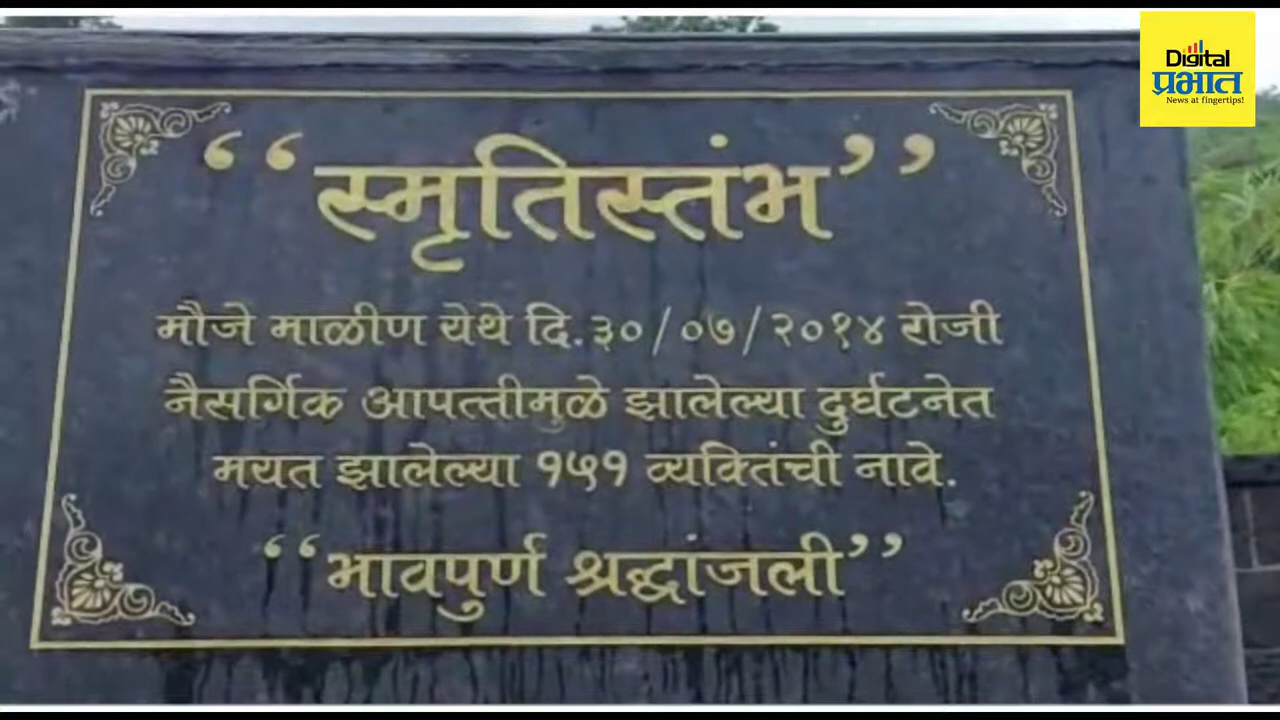 Digital
प्रभात
News at fingertips!
‘‘स्मृतिस्तंभ’’
मौजे माळीण येथे दि.३०/०७/२०१४ रोजी
नैसर्गिक आपत्तीमुळे झालेल्या दुर्घटनेत
मयत झालेल्या १५१ व्यक्तिंची नावे.
‘‘भावपुर्ण श्रद्धांजली’’